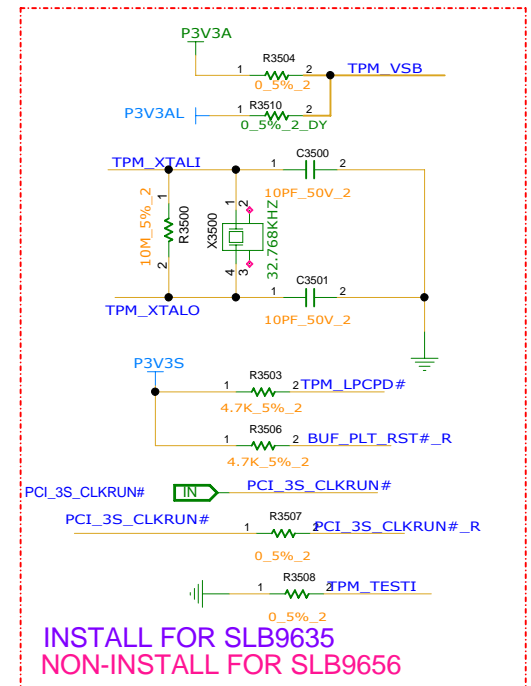 P3V3A
1 R3504 2 TPM_VSB
0_5%_2
P3V3AL 1 R3510 2
0_5%_2_DY
TPM_XTALI 1 C3500 2
10PF_50V_2
10M_5%_2
1 R3500 2
X3500
1 2
4 3
32.768KHZ
1 C3501 2
TPM_XTALO
10PF_50V_2
P3V3S
1 R3503 2 TPM_LPCPD#
4.7K_5%_2
1 R3506 2 BUF_PLT_RST#_R
4.7K_5%_2
PCI_3S_CLKRUN# IN PCI_3S_CLKRUN#
PCI_3S_CLKRUN# 1 R3507 2 PCI_3S_CLKRUN#_R
0_5%_2
1 R3508 2 TPM_TESTI
0_5%_2
INSTALL FOR SLB9635
NON-INSTALL FOR SLB9656